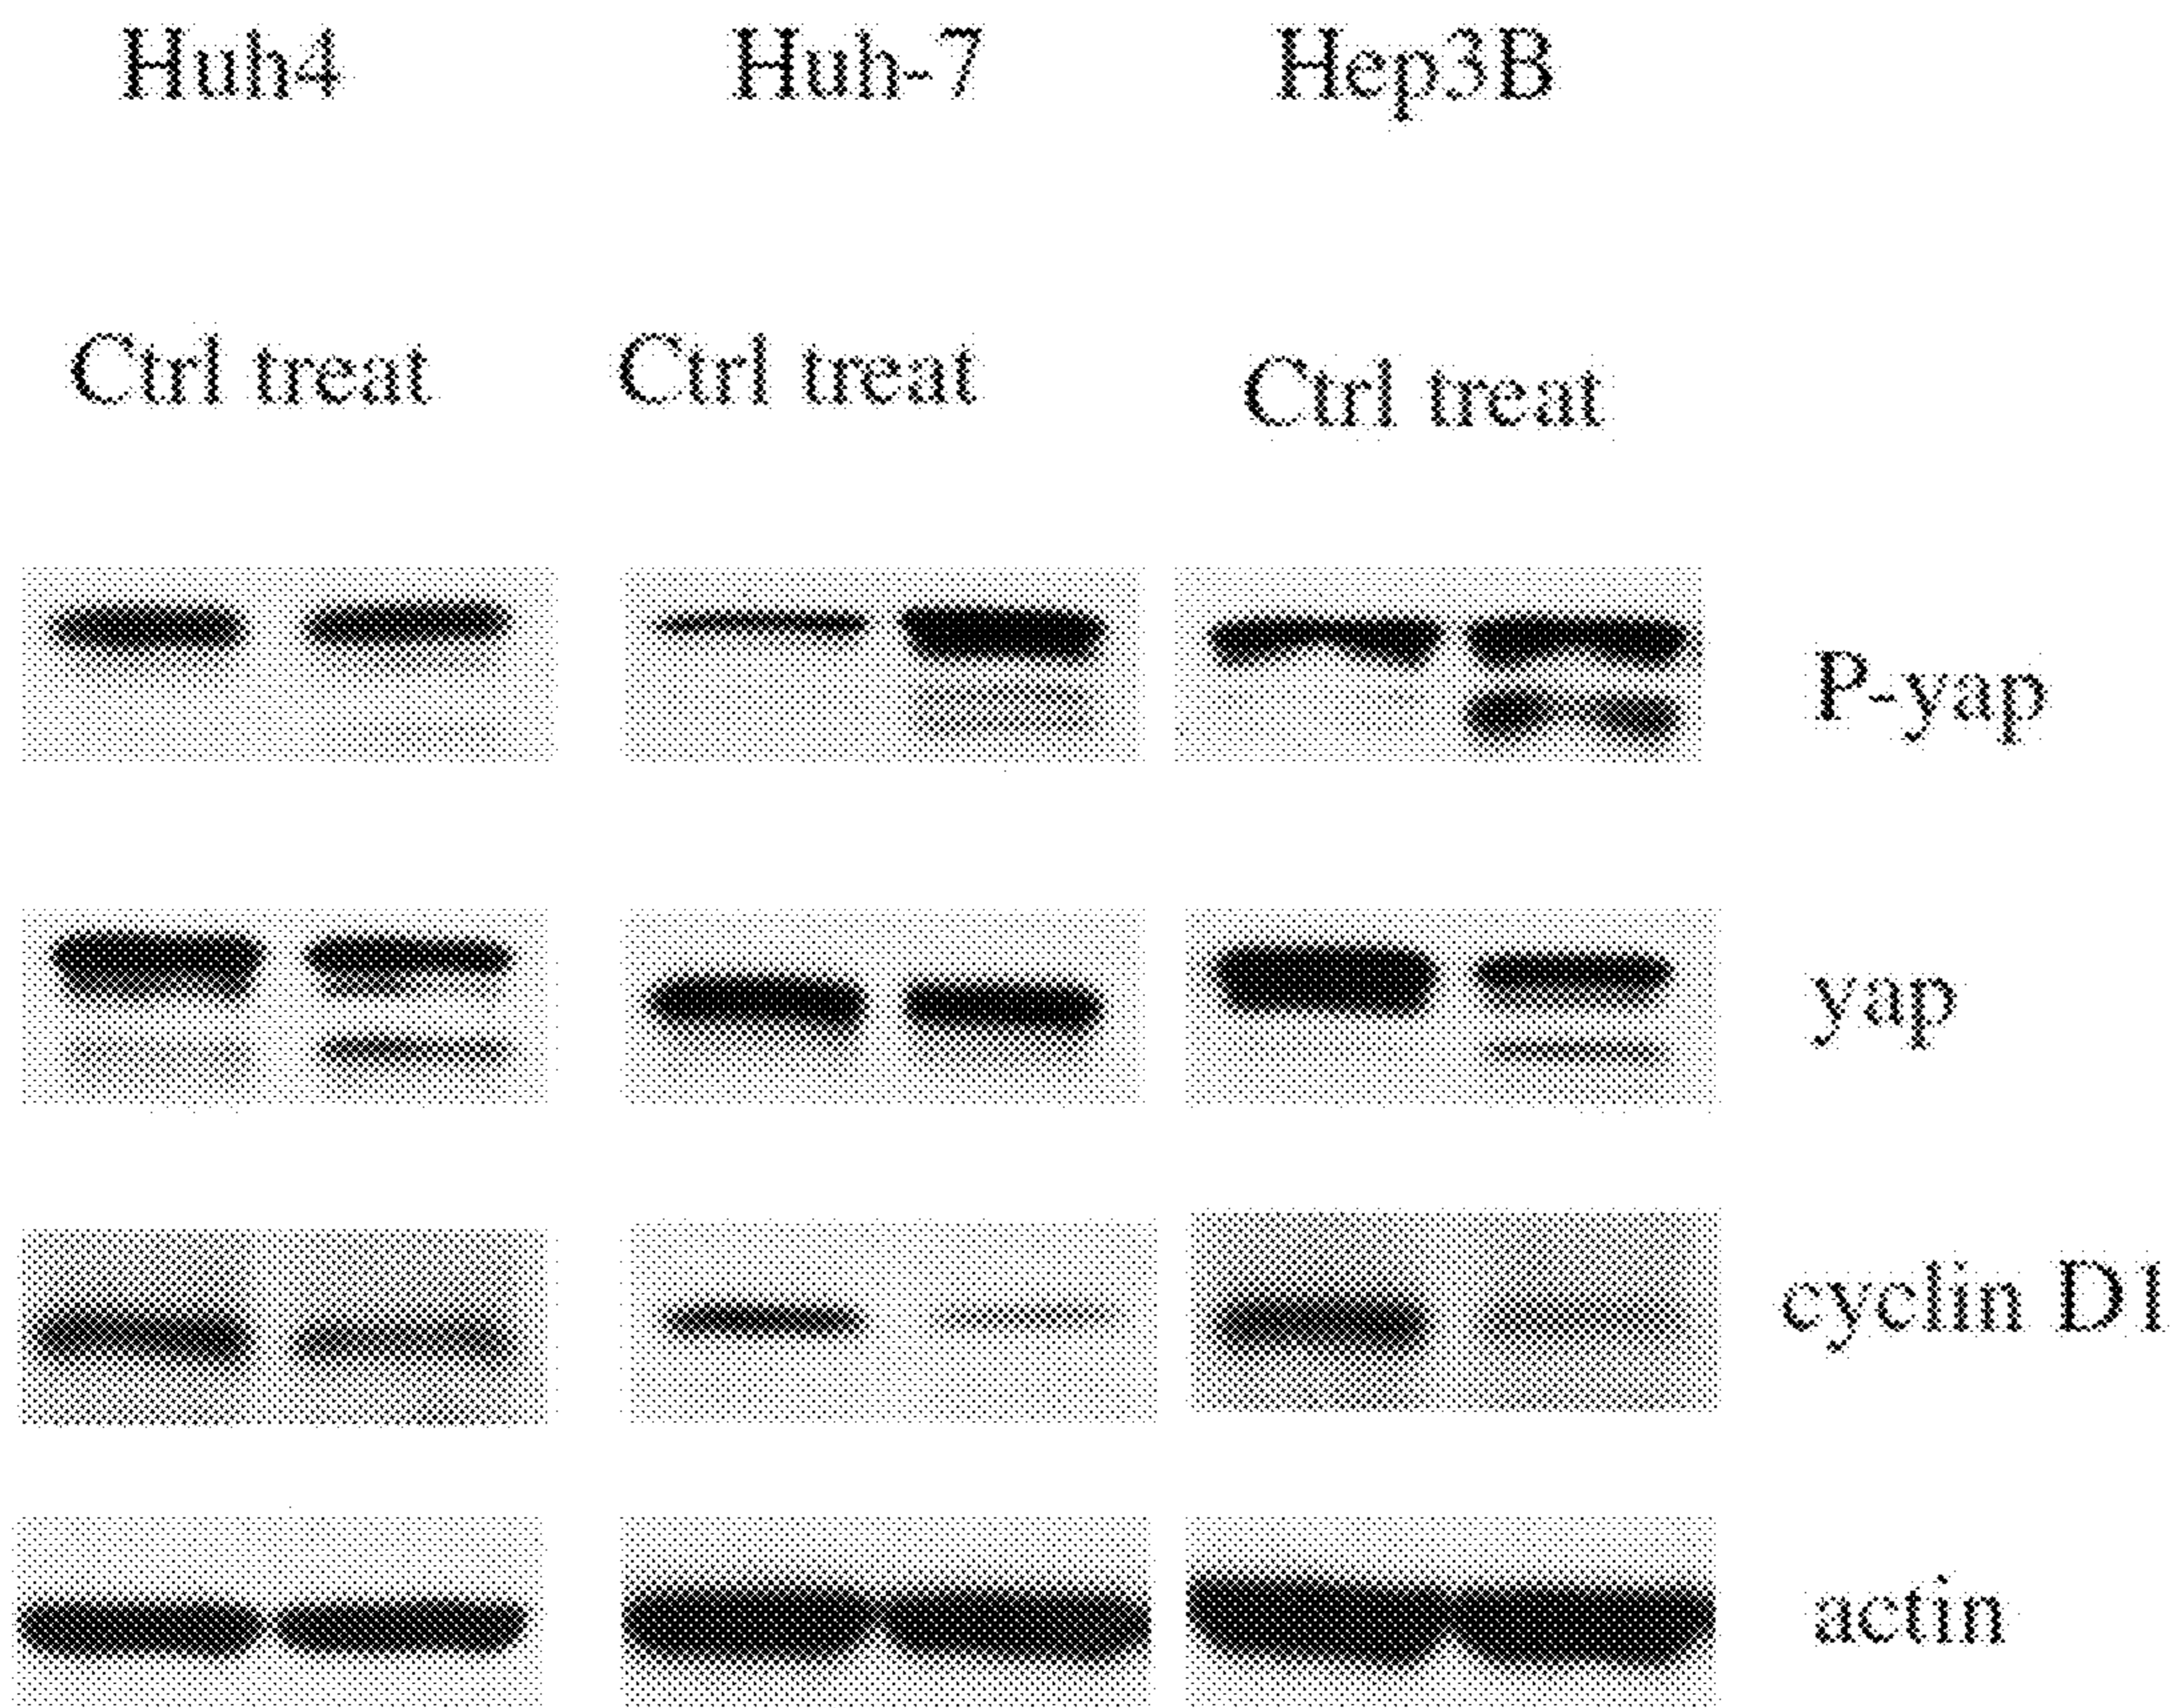 Huh4 Huh-7 Hep3B
Ctrl treat Ctrl treat Ctrl treat
P-yap
yap
cyclin D1
actin